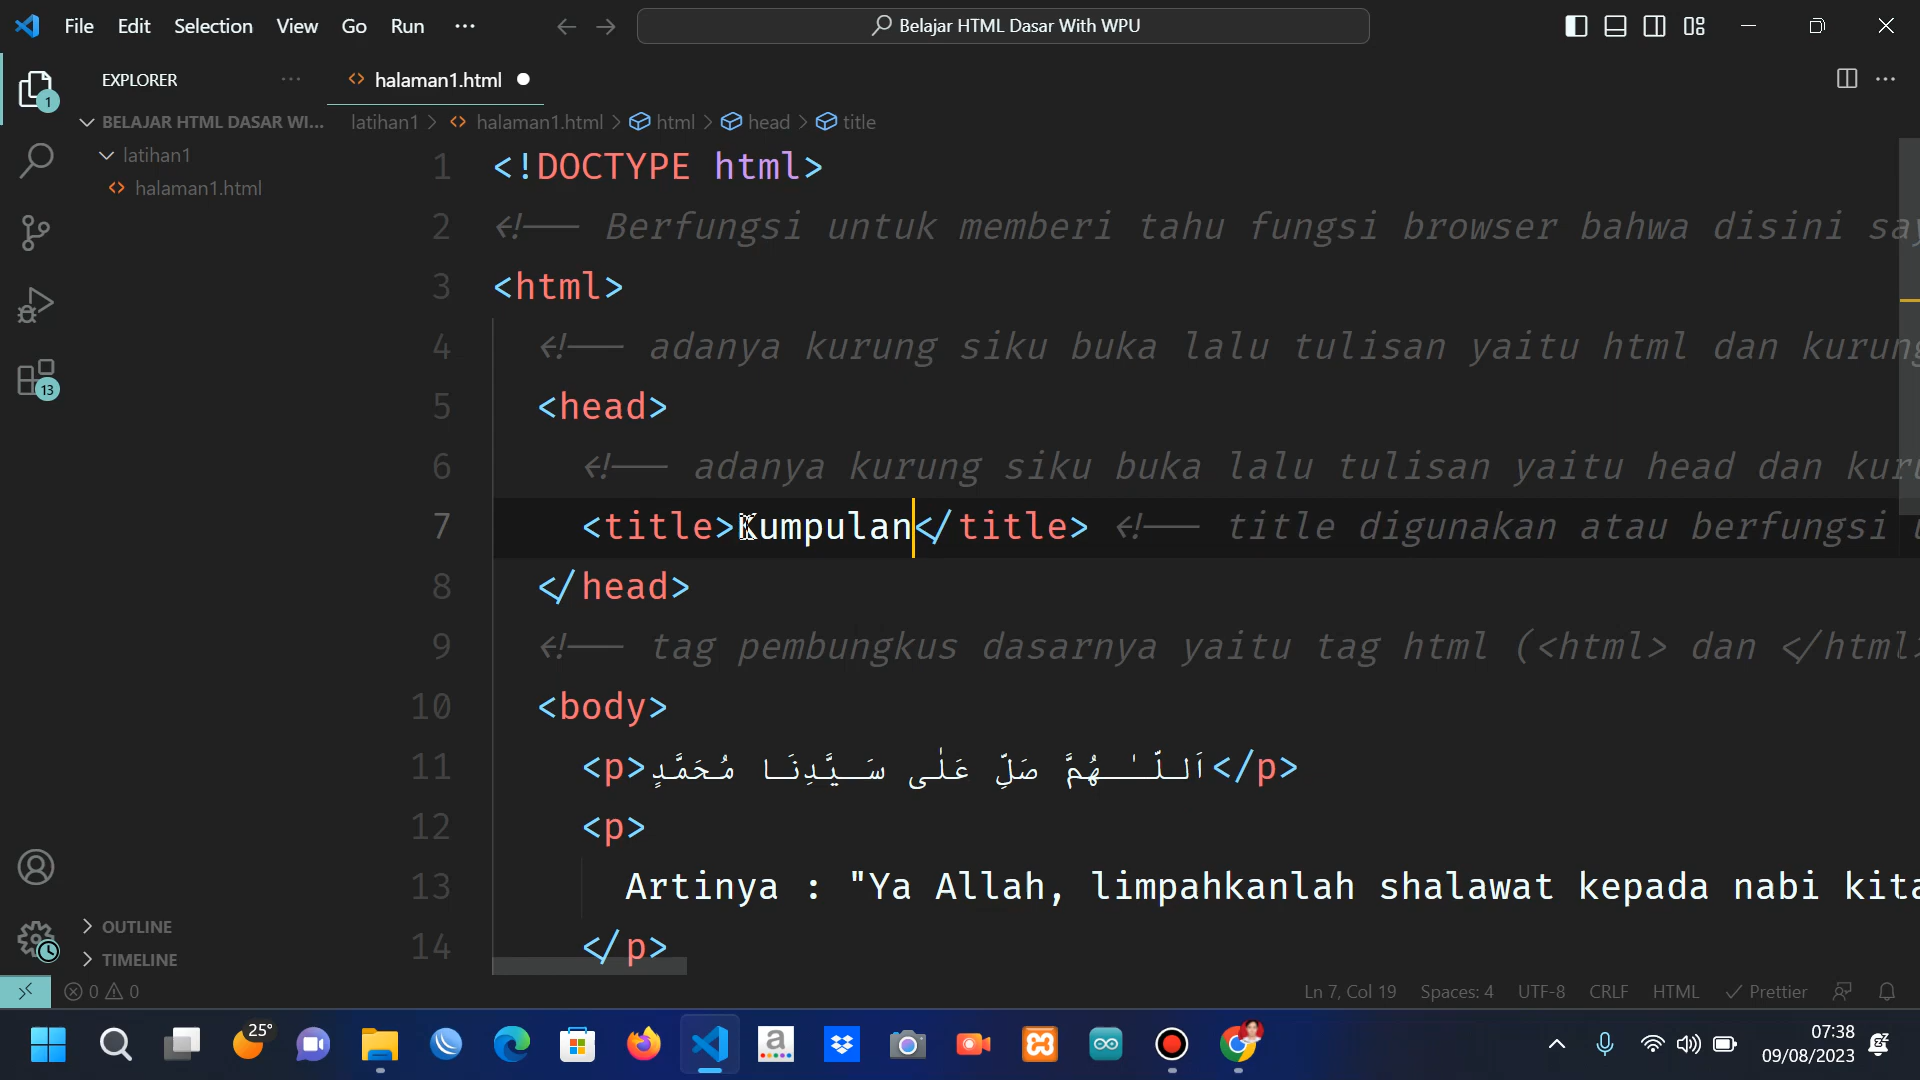 File Edit Selection View Go Run ··· Belajar HTML Dasar With WPU
EXPLORER ··· halaman1.html
1
BELAJAR HTML DASAR WI... latihan1 > halaman1.html > html > head > title
latihan1
halaman1.html
1 <!DOCTYPE html>
2 <!-- Berfungsi untuk memberi tahu fungsi browser bahwa disini say
3 <html>
4 <!-- adanya kurung siku buka lalu tulisan yaitu html dan kurung
13
5 <head>
6 <!-- adanya kurung siku buka lalu tulisan yaitu head dan kuru
7 <title>Kumpulan</title> <!-- title digunakan atau berfungsi u
8 </head>
9 <!-- tag pembungkus dasarnya yaitu tag html (<html> dan </html>
10 <body>
11 <p>اَللّٰهُمَّ صَلِّ عَلٰى سَيَّدِنَا مُحَمَّدٍ</p>
12 <p>
13 Artinya : "Ya Allah, limpahkanlah shalawat kepada nabi kita
14 </p>
OUTLINE
TIMELINE
0 0 Ln 7, Col 19 Spaces: 4 UTF-8 CRLF HTML Prettier
25° a 07:38
09/08/2023